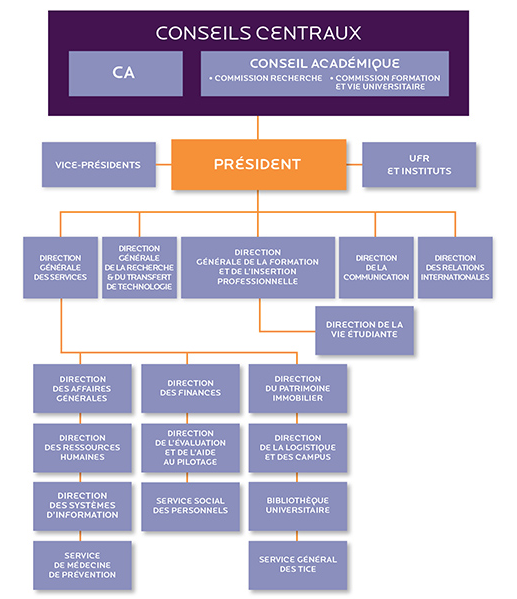 CONSEILS CENTRAUX
CA
CONSEIL ACADÉMIQUE
• COMMISSION RECHERCHE
• COMMISSION FORMATION
ET VIE UNIVERSITAIRE
VICE-PRÉSIDENTS
PRÉSIDENT
UFR
ET INSTITUTS
DIRECTION
GÉNÉRALE
DES SERVICES
DIRECTION
GÉNÉRALE
DE LA RECHERCHE
& DU TRANSFERT
DE TECHNOLOGIE
DIRECTION
GÉNÉRALE DE LA FORMATION
ET DE L'INSERTION
PROFESSIONNELLE
DIRECTION
DE LA
COMMUNICATION
DIRECTION
DES RELATIONS
INTERNATIONALES
DIRECTION DE LA
VIE ÉTUDIANTE
DIRECTION
DES AFFAIRES
GÉNÉRALES
DIRECTION
DES FINANCES
DIRECTION
DU PATRIMOINE
IMMOBILIER
DIRECTION
DES RESSOURCES
HUMAINES
DIRECTION
DE L'ÉVALUATION
ET DE L'AIDE
AU PILOTAGE
DIRECTION
DE LA LOGISTIQUE
ET DES CAMPUS
DIRECTION
DES SYSTÈMES
D'INFORMATION
SERVICE SOCIAL
DES PERSONNELS
BIBLIOTHÈQUE
UNIVERSITAIRE
SERVICE
DE MÉDECINE
DE PRÉVENTION
SERVICE GÉNÉRAL
DES TICE